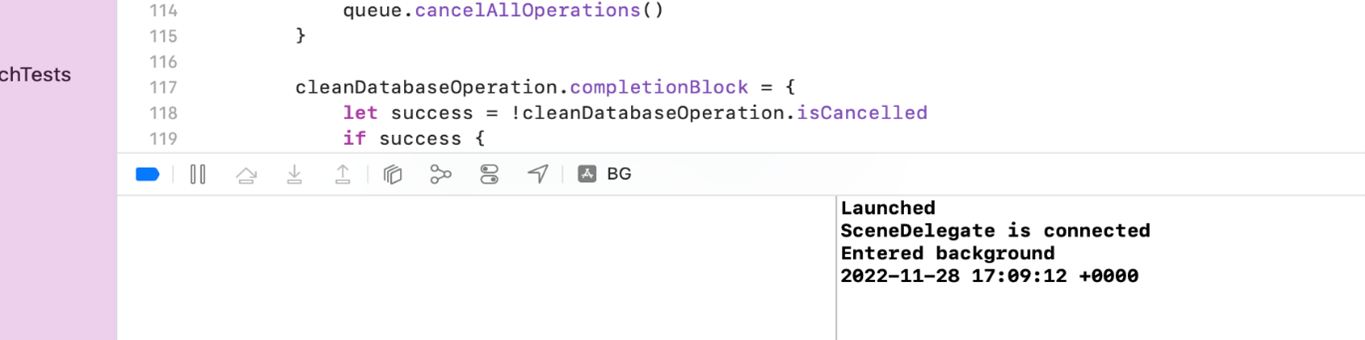 114 queue.cancelAllOperations()
115 }
116
chTests
117 cleanDatabaseOperation.completionBlock = {
118 let success = !cleanDatabaseOperation.isCancelled
119 if success {
BG
Launched
SceneDelegate is connected
Entered background
2022-11-28 17:09:12 +0000